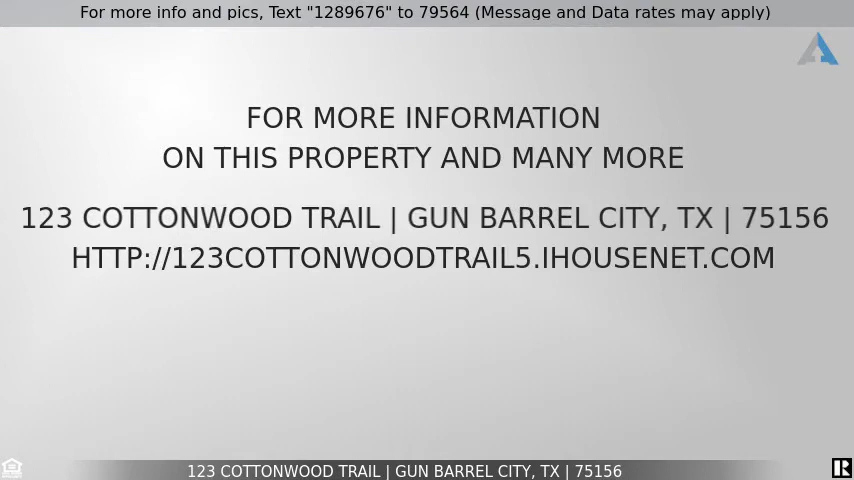 For more info and pics, Text "1289676" to 79564 (Message and Data rates may apply)
FOR MORE INFORMATION
ON THIS PROPERTY AND MANY MORE
123 COTTONWOOD TRAIL | GUN BARREL CITY, TX | 75156
HTTP://123COTTONWOODTRAIL5.IHOUSENET.COM
123 COTTONWOOD TRAIL | GUN BARREL CITY, TX | 75156